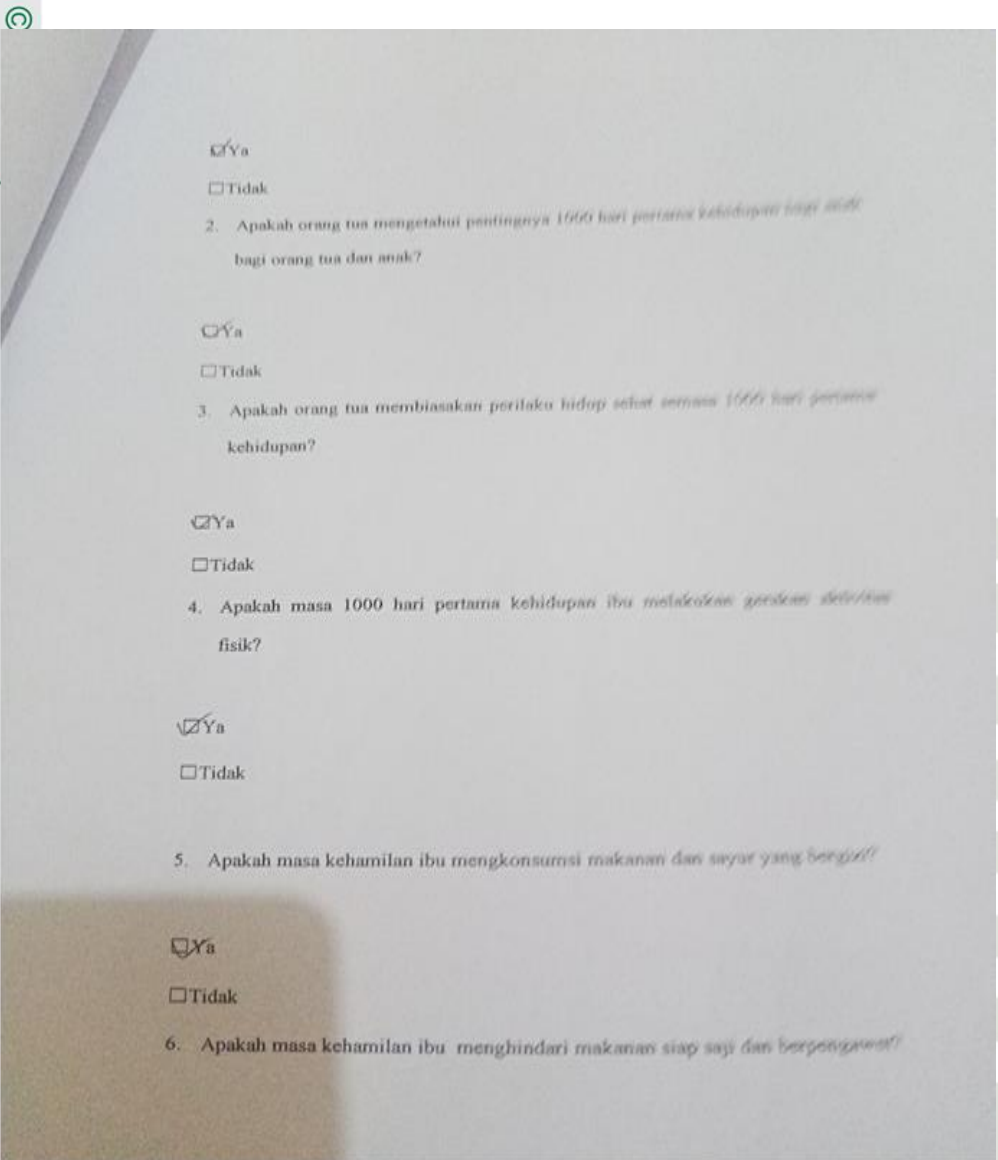 ☑Ya
☐Tidak
2. Apakah orang tua mengetahui pentingnya 1000 hari pertama kehidupan
bagi orang tua dan anak?
☑Ya
☐Tidak
3. Apakah orang tua membiasakan perilaku hidup sehat semasa 1000 hari pertama
kehidupan?
☑Ya
☐Tidak
4. Apakah masa 1000 hari pertama kehidupan ibu melakukan gerakan
fisik?
☑Ya
☐Tidak
5. Apakah masa kehamilan ibu mengkonsumsi makanan dan sayur yang bergizi?
☑Ya
☐Tidak
6. Apakah masa kehamilan ibu menghindari makanan siap saji dan berpengawet?